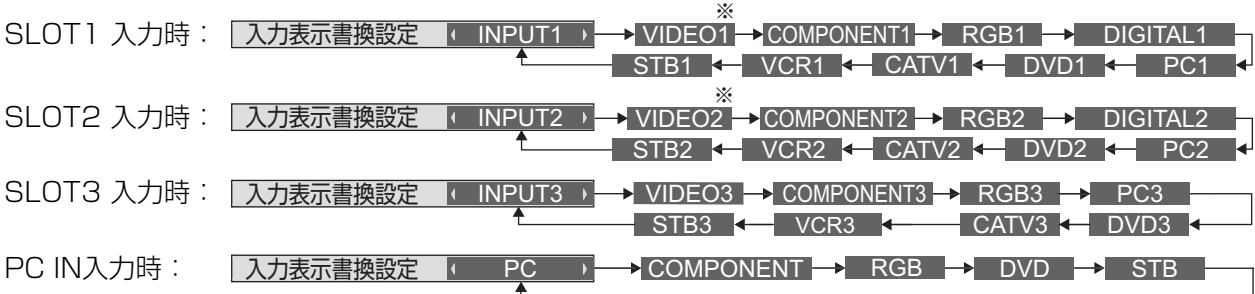 ※
SLOT1 入力時： 入力表示書換設定 INPUT1 VIDEO1 COMPONENT1 RGB1 DIGITAL1
STB1 VCR1 CATV1 DVD1 PC1
※
SLOT2 入力時： 入力表示書換設定 INPUT2 VIDEO2 COMPONENT2 RGB2 DIGITAL2
STB2 VCR2 CATV2 DVD2 PC2
SLOT3 入力時： 入力表示書換設定 INPUT3 VIDEO3 COMPONENT3 RGB3 PC3
STB3 VCR3 CATV3 DVD3
PC IN入力時： 入力表示書換設定 PC COMPONENT RGB DVD STB